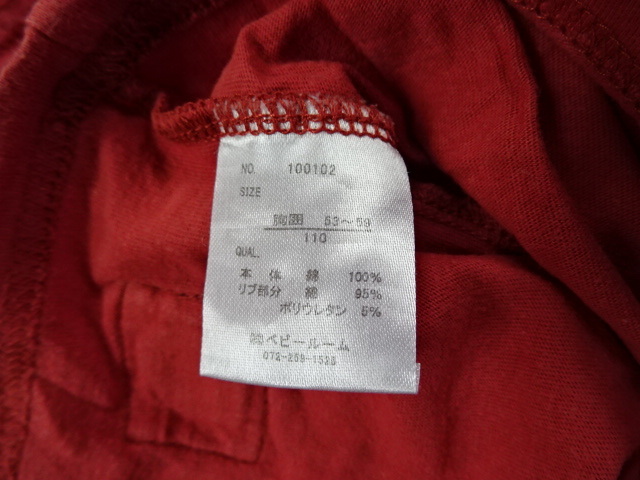 NO. 100102
SIZE
胸囲 53～59
110
QUAL.
本体 綿 100%
リブ部分 綿 95%
ポリウレタン 5%
㈱ベビールーム
072-259-1525